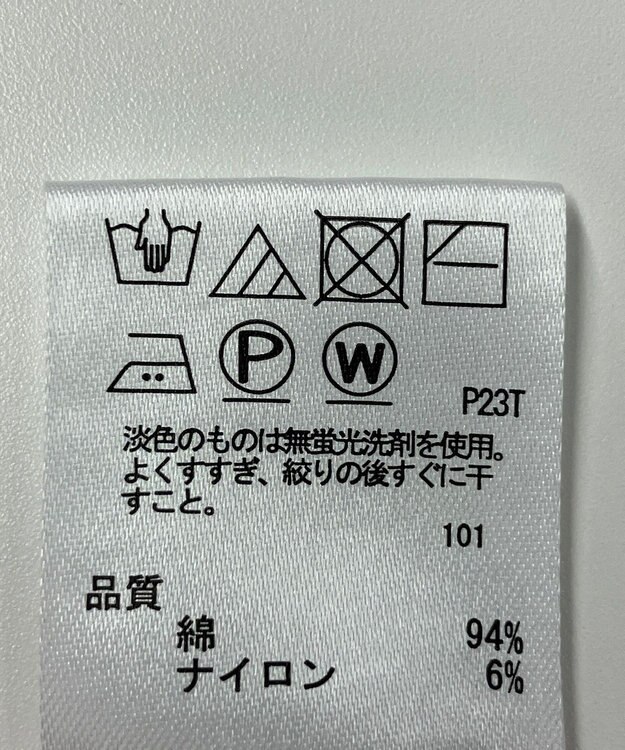 P W
P23T
淡色のものは無蛍光洗剤を使用。
よくすすぎ、絞りの後すぐに干
すこと。
101
品質
綿 94%
ナイロン 6%